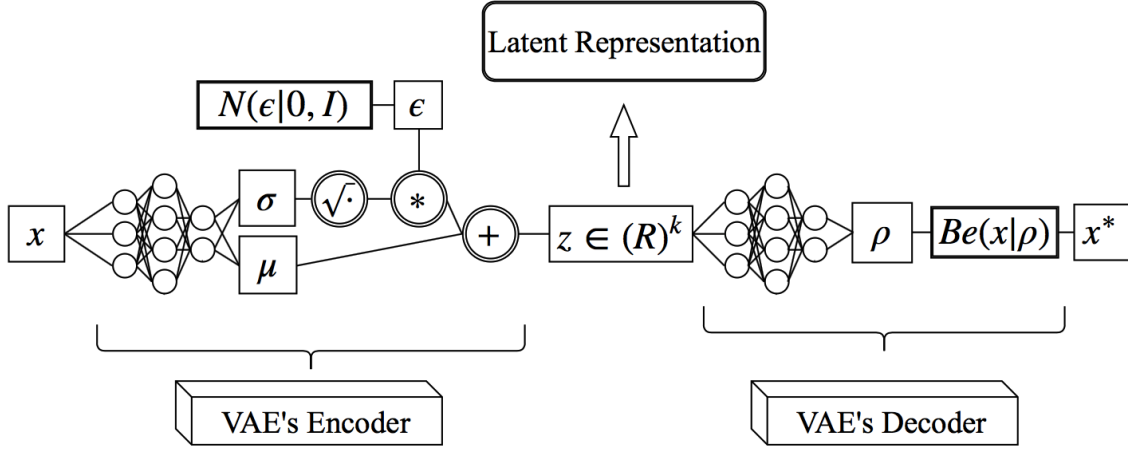 Latent Representation
N(ϵ|0, I)
ϵ
x
σ
√·
*
μ
+
z ∈ (R)^k
ρ
Be(x|ρ)
x*
VAE's Encoder
VAE's Decoder